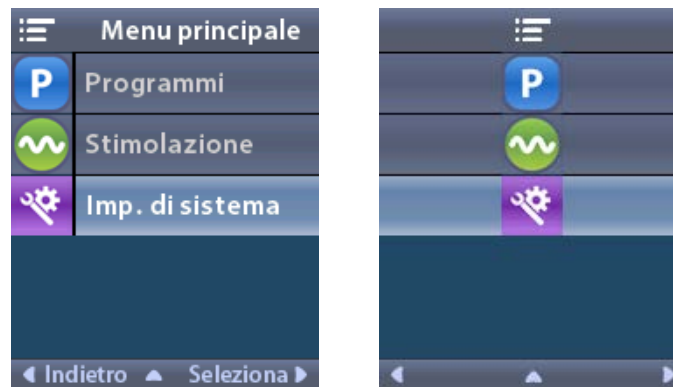 Menu principale
P Programmi
Stimolazione
Imp. di sistema
Indietro Seleziona
P